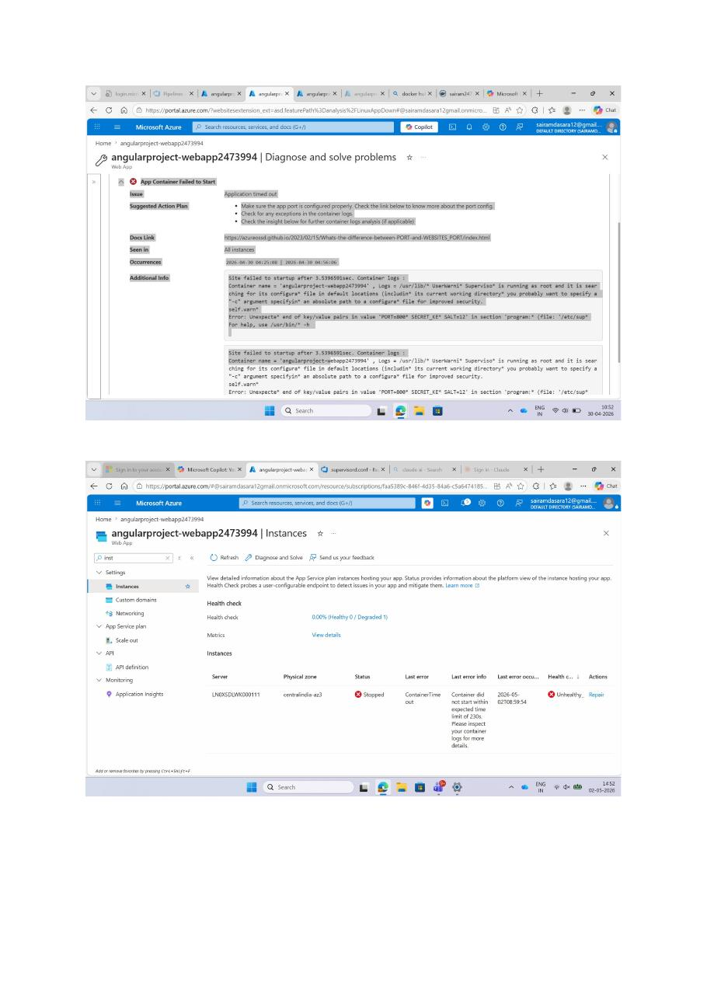 login.micr
Pipelines
angularpr
angularpr
angularpr
angularpr
docker hu
sairam247
Microsoft
https://portal.azure.com/?websitesextension_ext=asd.featurePath%3Danalysis%2FLinuxAppDown#@sairamdasara12gmail.onmicro...
Chat
Microsoft Azure
Search resources, services, and docs (G+/)
Copilot
sairamdasara12@gmail....
DEFAULT DIRECTORY (SAIRAMD...
Home > angularproject-webapp2473994
angularproject-webapp2473994 | Diagnose and solve problems
Web App
App Container Failed to Start
Issue Application timed out
Suggested Action Plan
• Make sure the app port is configured properly. Check the link below to know more about the port config.
• Check for any exceptions in the container logs.
• Check the insight below for further container logs analysis (if applicable)
Docs Link https://azureossd.github.io/2023/02/15/Whats-the-difference-between-PORT-and-WEBSITES_PORT/index.html
Seen in All instances
Occurrences 2026-04-30 04:25:08 | 2026-04-30 04:56:06
Additional Info
Site failed to startup after 3.5396591sec. Container logs :
Container name = 'angularproject-webapp2473994' , Logs = /usr/lib/* UserWarni* Superviso* is running as root and it is sear
ching for its configura* file in default locations (includin* its current working directory* you probably want to specify a
"-c" argument specifyin* an absolute path to a configura* file for improved security.
self.warn*
Error: Unexpecte* end of key/value pairs in value 'PORT=800* SECRET_KE* SALT=12' in section 'program:* (file: '/etc/sup*
For help, use /usr/bin/* -h
Site failed to startup after 3.5396591sec. Container logs :
Container name = 'angularproject-webapp2473994' , Logs = /usr/lib/* UserWarni* Superviso* is running as root and it is sear
ching for its configura* file in default locations (includin* its current working directory* you probably want to specify a
"-c" argument specifyin* an absolute path to a configura* file for improved security.
self.warn*
Error: Unexpecte* end of key/value pairs in value 'PORT=800* SECRET_KE* SALT=12' in section 'program:* (file: '/etc/sup*
Search
ENG
IN
10:52
30-04-2026
Sign in to your accou
Microsoft Copilot: Yo
angularproject-weba
supervisord.conf - Re
claude ai - Search
Sign in - Claude
https://portal.azure.com/#@sairamdasara12gmail.onmicrosoft.com/resource/subscriptions/faa5389c-846f-4d35-84a6-c5a6474185...
Chat
Microsoft Azure
Search resources, services, and docs (G+/)
sairamdasara12@gmail....
DEFAULT DIRECTORY (SAIRAMD...
Home > angularproject-webapp2473994
angularproject-webapp2473994 | Instances
Web App
inst
Refresh
Diagnose and Solve
Send us your feedback
Settings
Instances
Custom domains
Networking
App Service plan
Scale out
API
API definition
Monitoring
Application Insights
Add or remove favorites by pressing Ctrl+Shift+F
View detailed information about the App Service plan instances hosting your app. Status provides information about the platform view of the instance hosting your app.
Health Check probes a user-configurable endpoint to detect issues in your app and mitigate them. Learn more
Health check
Health check 0.00% (Healthy 0 / Degraded 1)
Metrics View details
Instances
Server Physical zone Status Last error Last error info Last error occu... Health c... ↓ Actions
LN0XSDLWK000111 centralindia-az3 Stopped ContainerTime Container did 2026-05- Unhealthy_ Repair
out not start within 02T08:59:54
expected time
limit of 230s.
Please inspect
your container
logs for more
details.
Search
9+
ENG
IN
14:52
02-05-2026